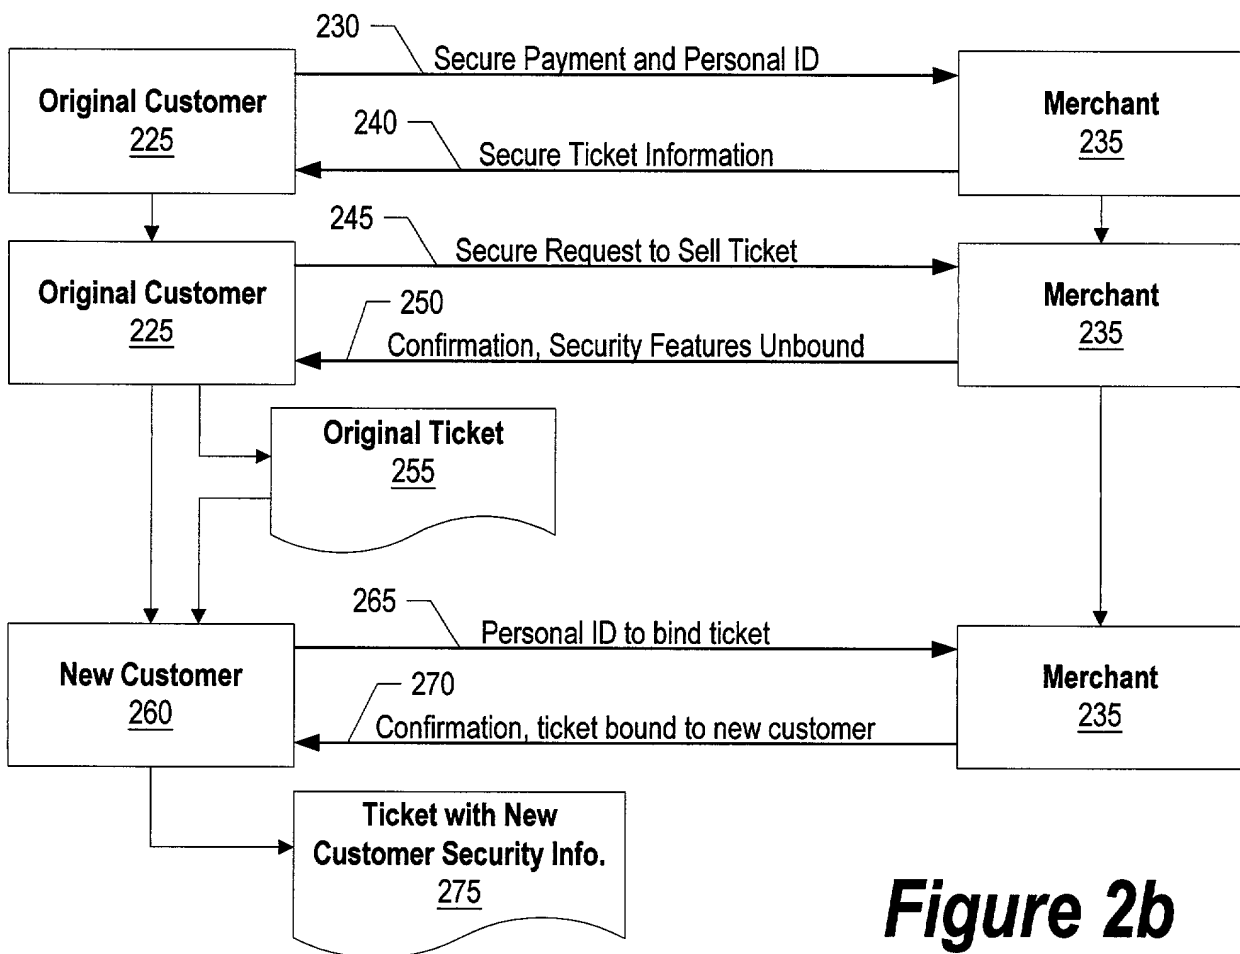 230
Secure Payment and Personal ID
Original Customer
225
Merchant
235
240
Secure Ticket Information
245
Secure Request to Sell Ticket
Original Customer
225
Merchant
235
250
Confirmation, Security Features Unbound
Original Ticket
255
265
Personal ID to bind ticket
New Customer
260
Merchant
235
270
Confirmation, ticket bound to new customer
Ticket with New
Customer Security Info.
275
Figure 2b